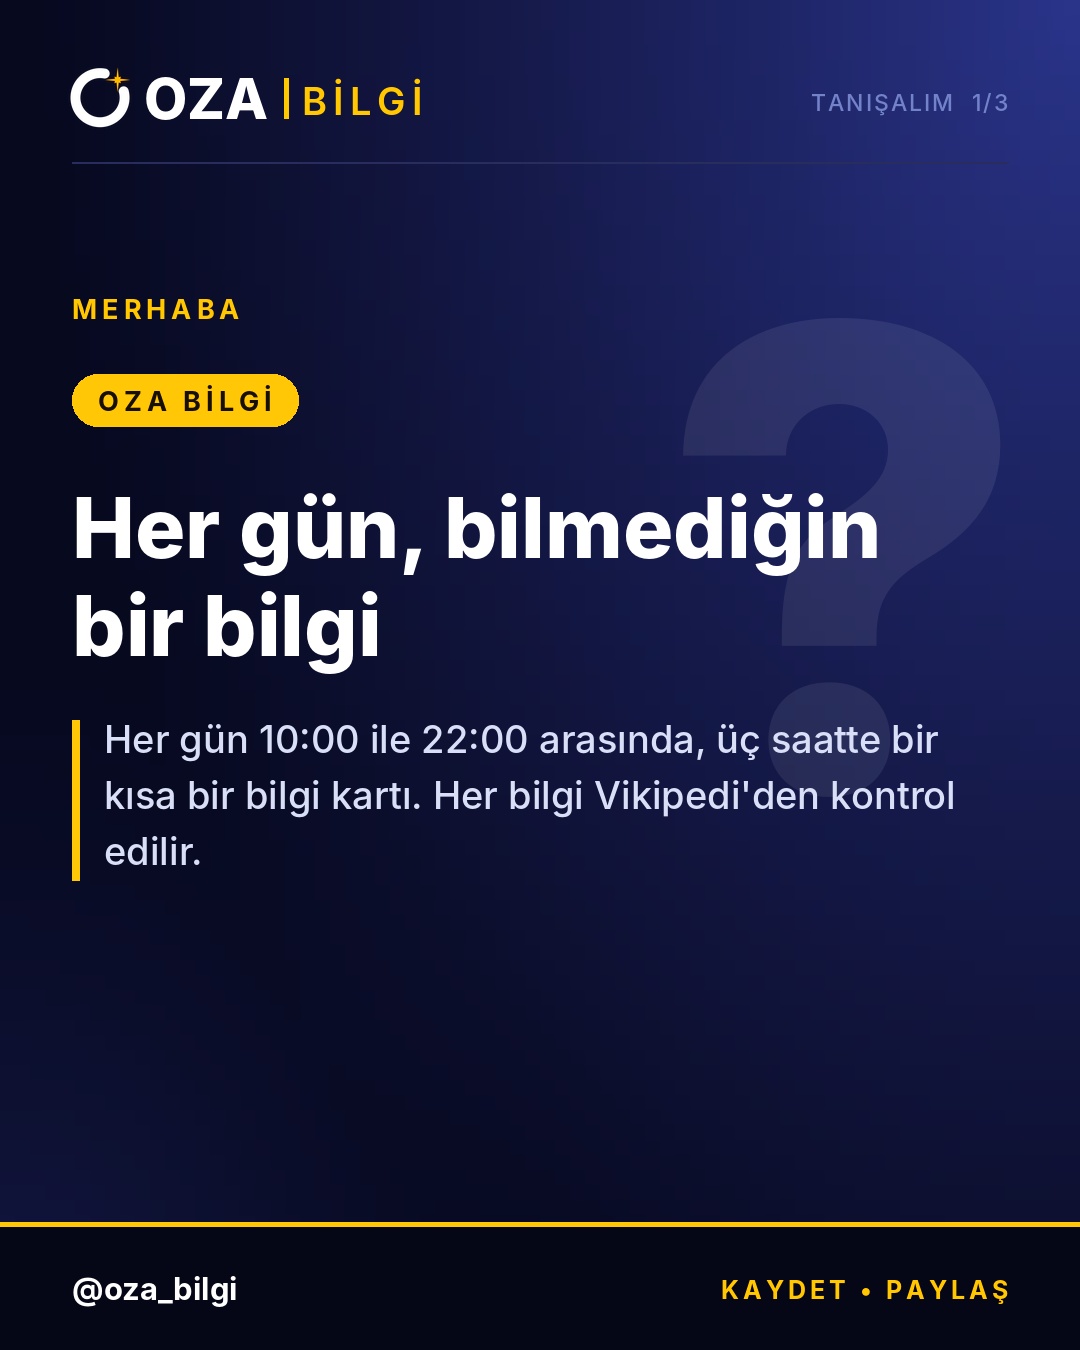 OZA | BİLGİ
TANIŞALIM 1/3
MERHABA
OZA BİLGİ
Her gün, bilmediğin
bir bilgi
Her gün 10:00 ile 22:00 arasında, üç saatte bir
kısa bir bilgi kartı. Her bilgi Vikipedi'den kontrol
edilir.
?
@oza_bilgi
KAYDET • PAYLAŞ